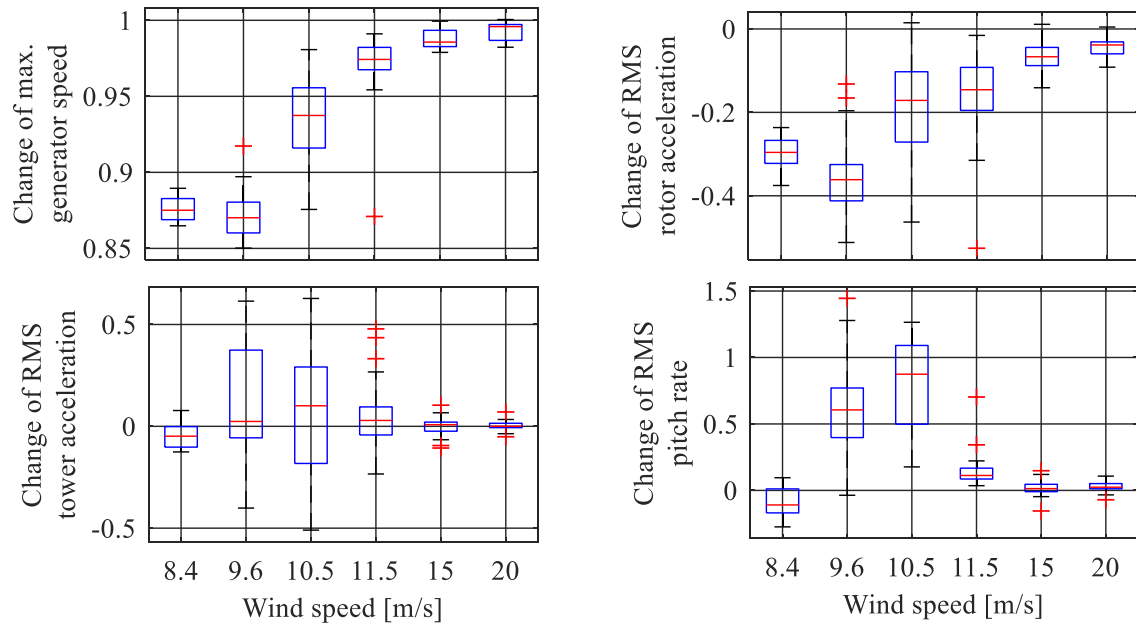 Change of max.
generator speed
1
0.95
0.9
0.85
Change of RMS
rotor acceleration
0
-0.2
-0.4
Change of RMS
tower acceleration
0.5
0
-0.5
8.4 9.6 10.5 11.5 15 20
Wind speed [m/s]
Change of RMS
pitch rate
1.5
1
0.5
0
8.4 9.6 10.5 11.5 15 20
Wind speed [m/s]